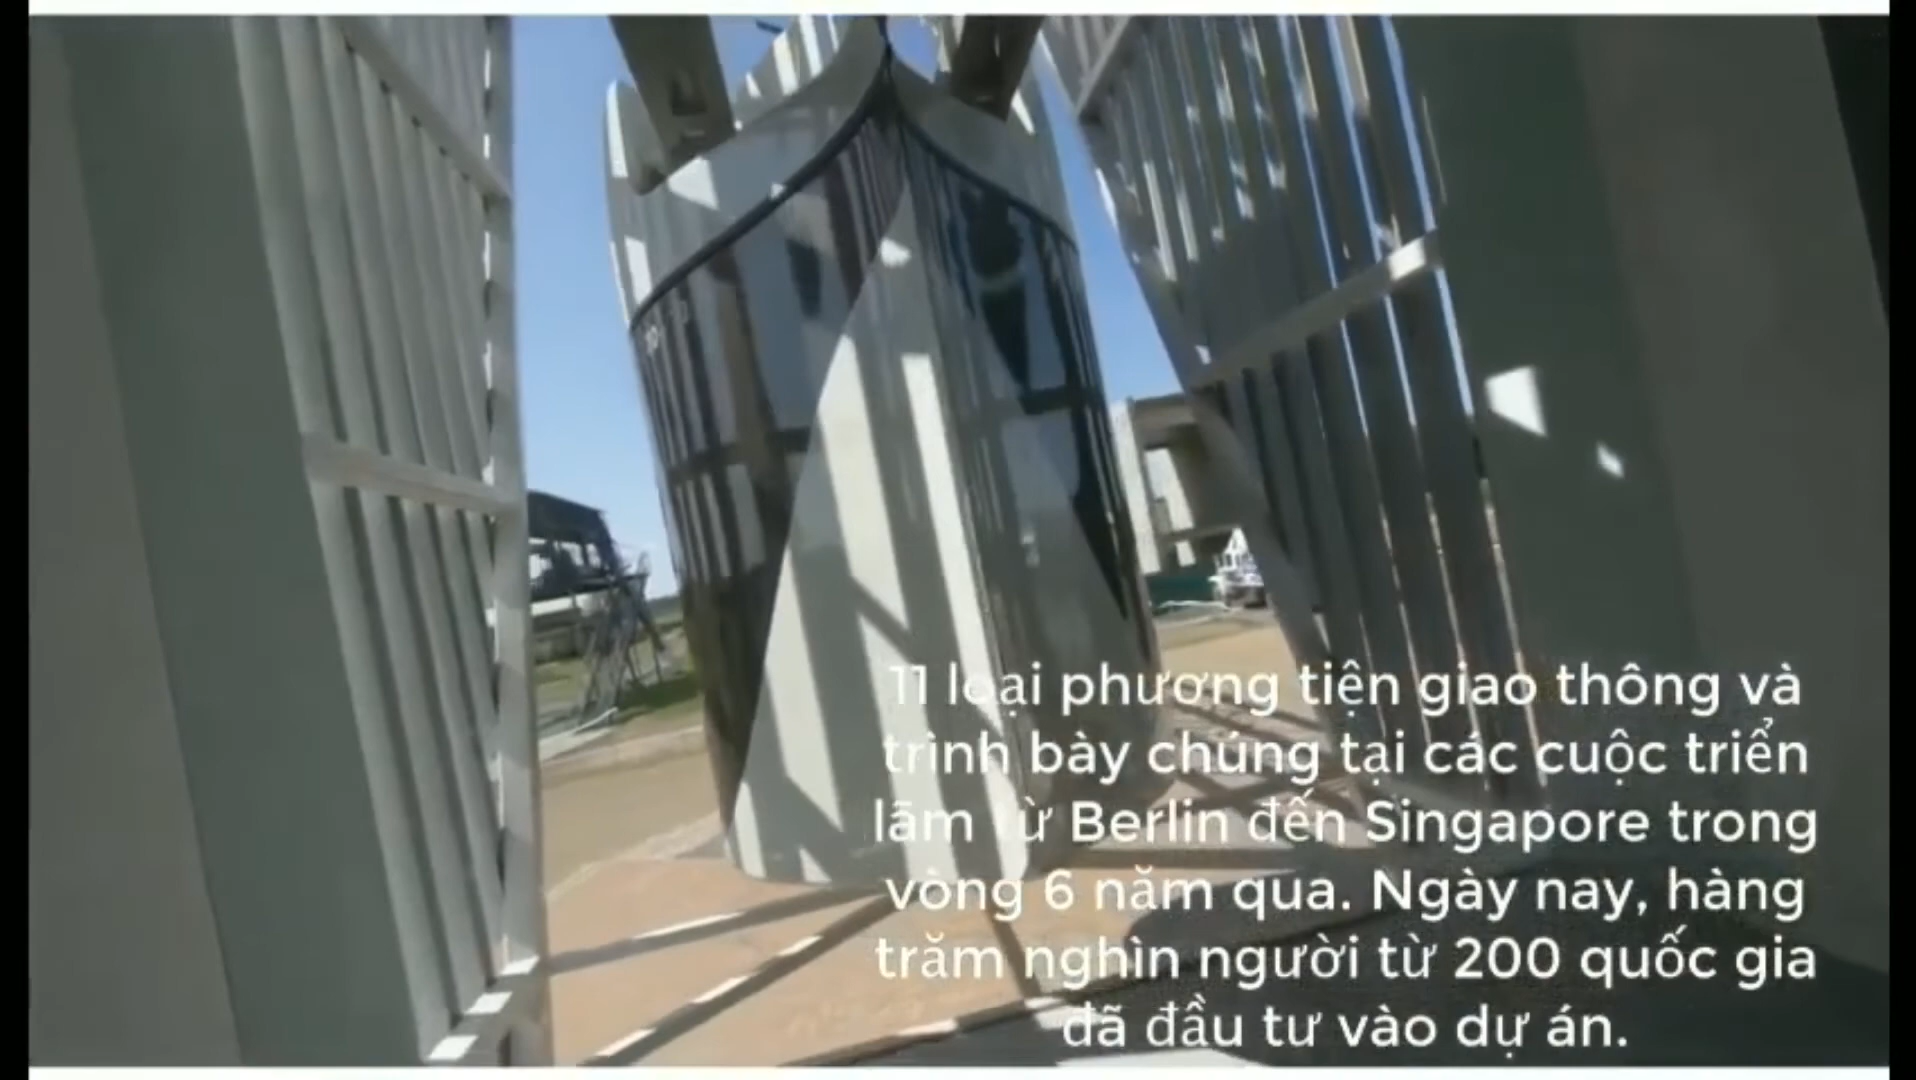 11 loại phương tiện giao thông và
trình bày chúng tại các cuộc triển
lãm từ Berlin đến Singapore trong
vòng 6 năm qua. Ngày nay, hàng
trăm nghìn người từ 200 quốc gia
đã đầu tư vào dự án.